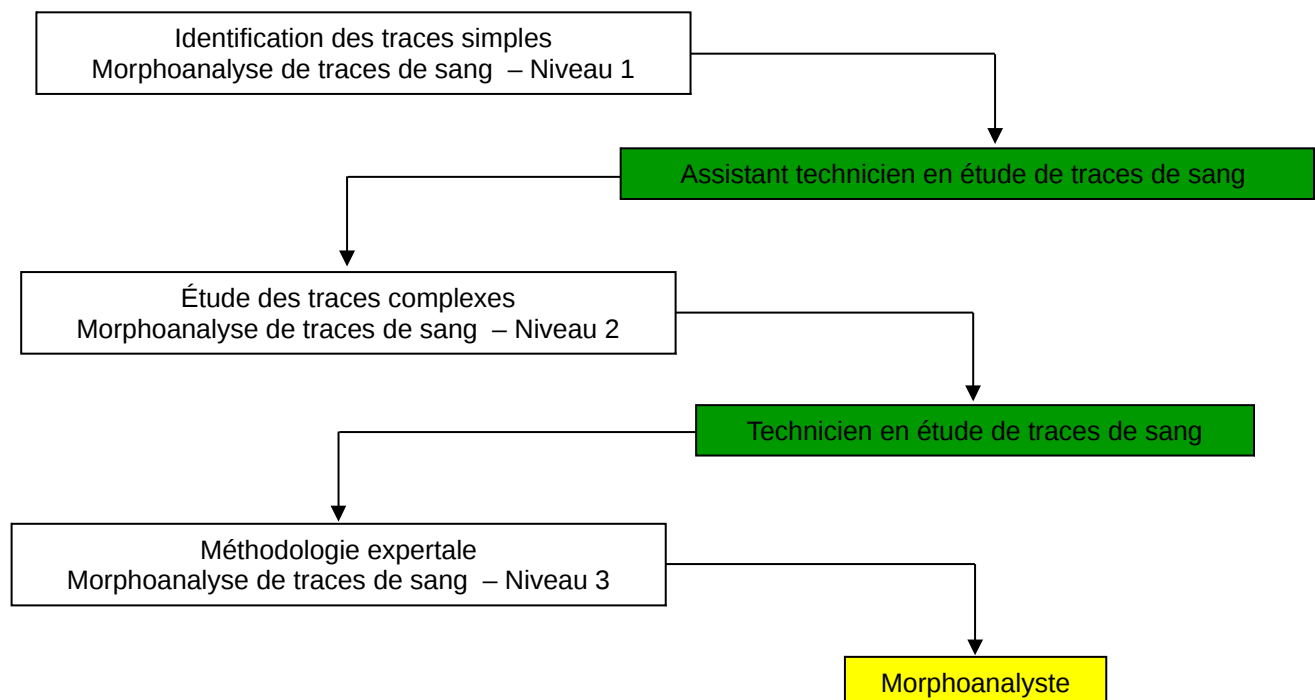 Identification des traces simples
Morphoanalyse de traces de sang – Niveau 1
Assistant technicien en étude de traces de sang
Étude des traces complexes
Morphoanalyse de traces de sang – Niveau 2
Technicien en étude de traces de sang
Méthodologie expertale
Morphoanalyse de traces de sang – Niveau 3
Morphoanalyste